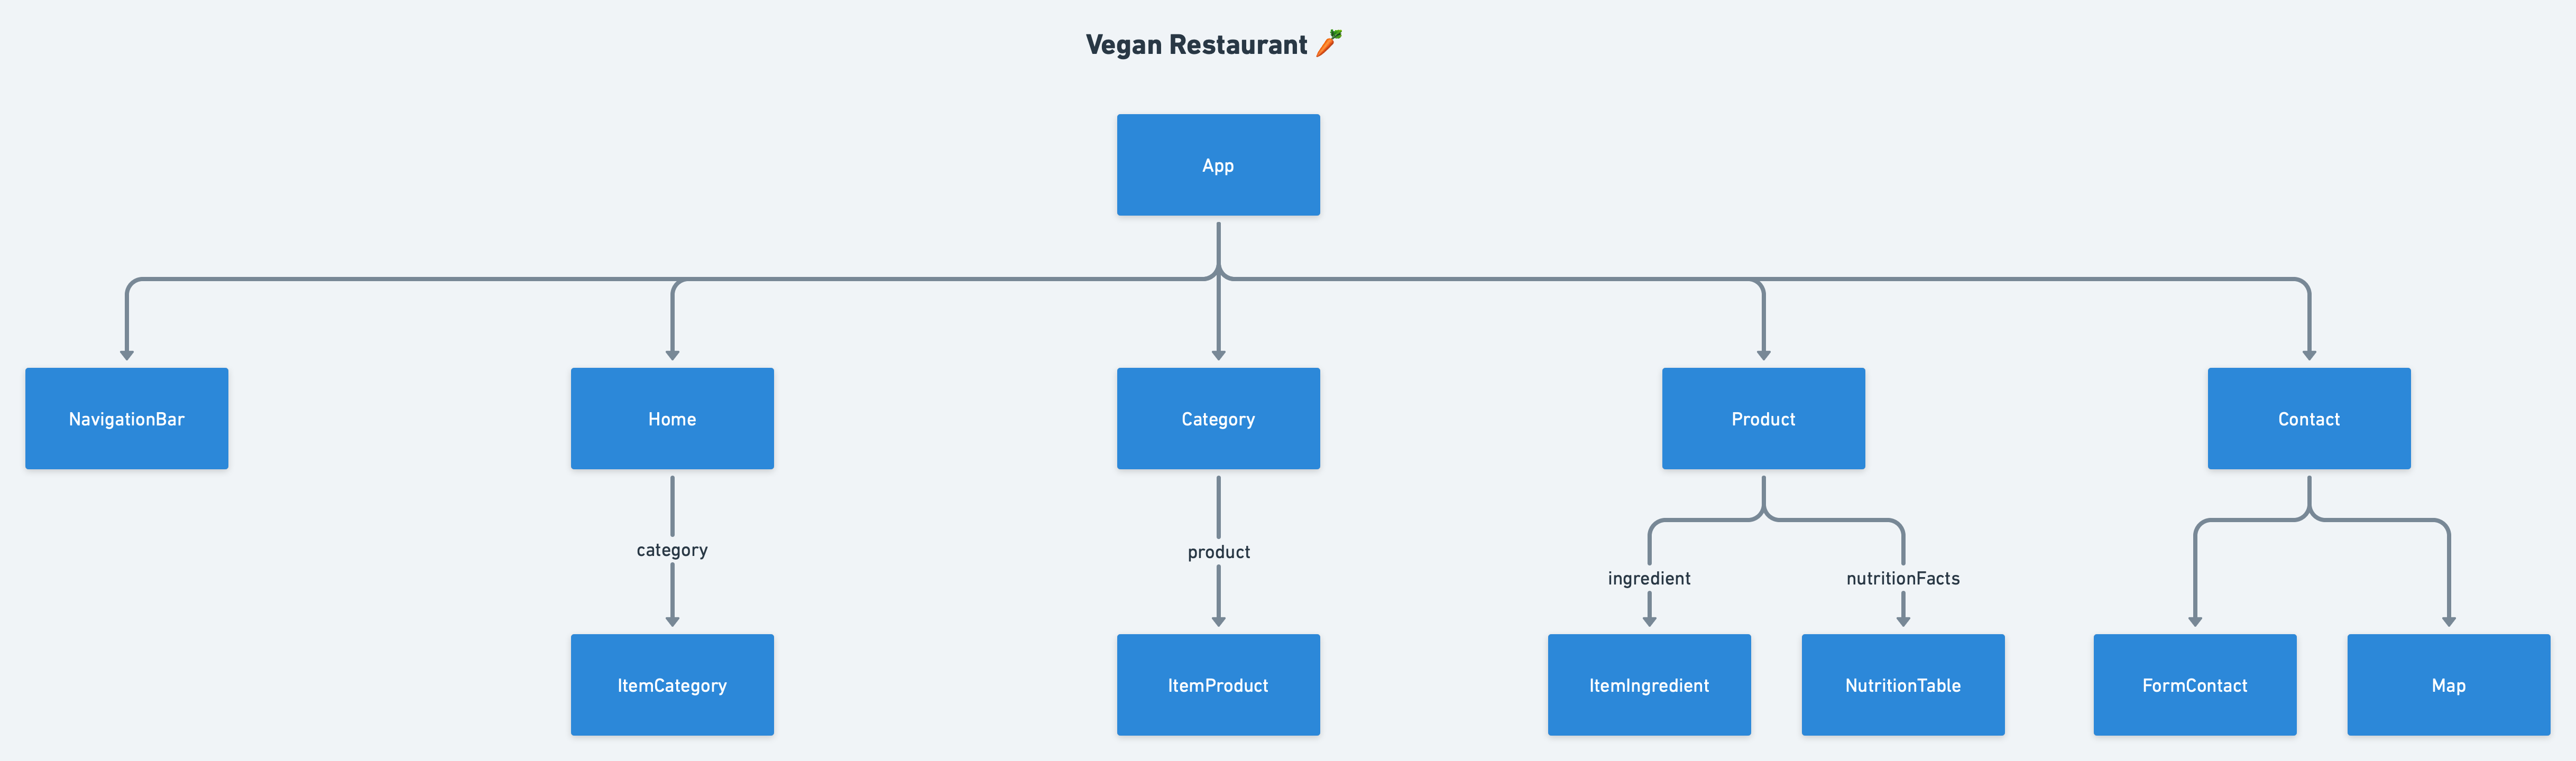 Vegan Restaurant 🥕
App
NavigationBar
Home
Category
Product
Contact
category
product
ingredient
nutritionFacts
ItemCategory
ItemProduct
ItemIngredient
NutritionTable
FormContact
Map